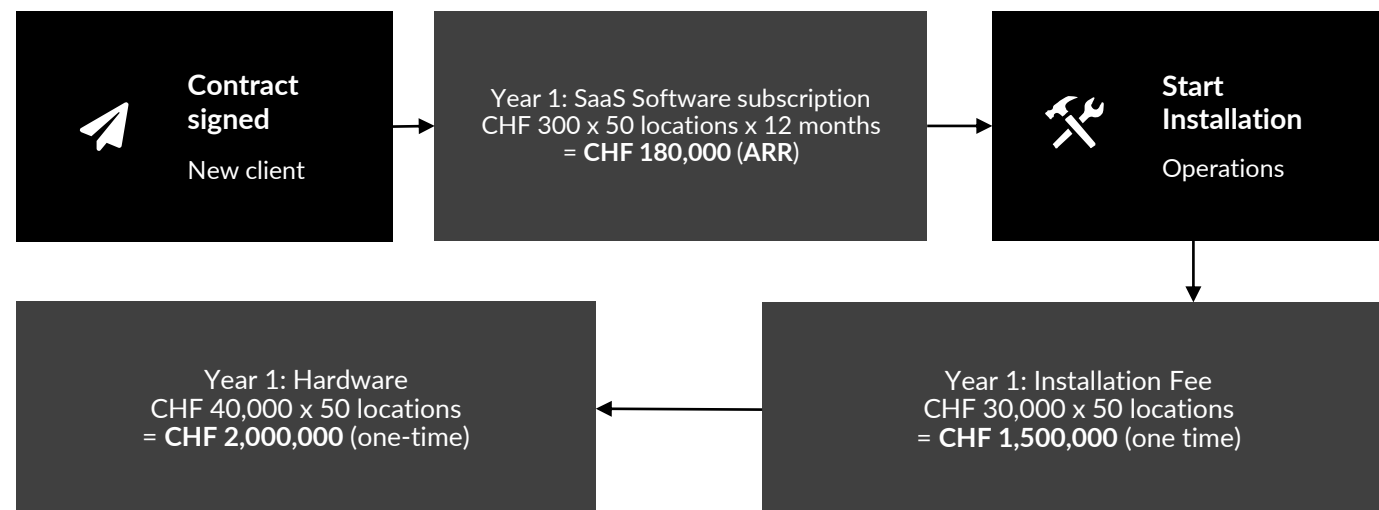 Contract
signed
New client
Year 1: SaaS Software subscription
CHF 300 x 50 locations x 12 months
= CHF 180,000 (ARR)
Start
Installation
Operations
Year 1: Installation Fee
CHF 30,000 x 50 locations
= CHF 1,500,000 (one time)
Year 1: Hardware
CHF 40,000 x 50 locations
= CHF 2,000,000 (one-time)